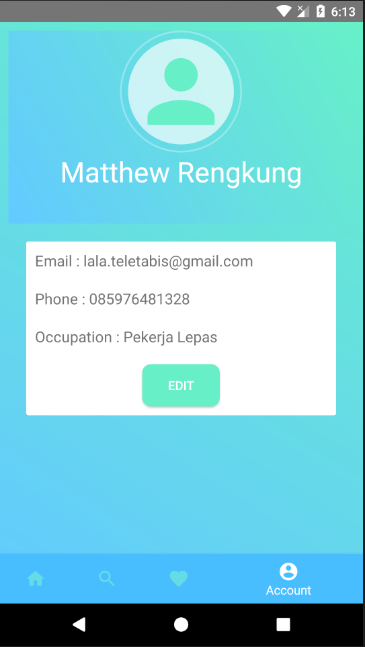 6:13
Matthew Rengkung
Email : lala.teletabis@gmail.com
Phone : 085976481328
Occupation : Pekerja Lepas
EDIT
Account